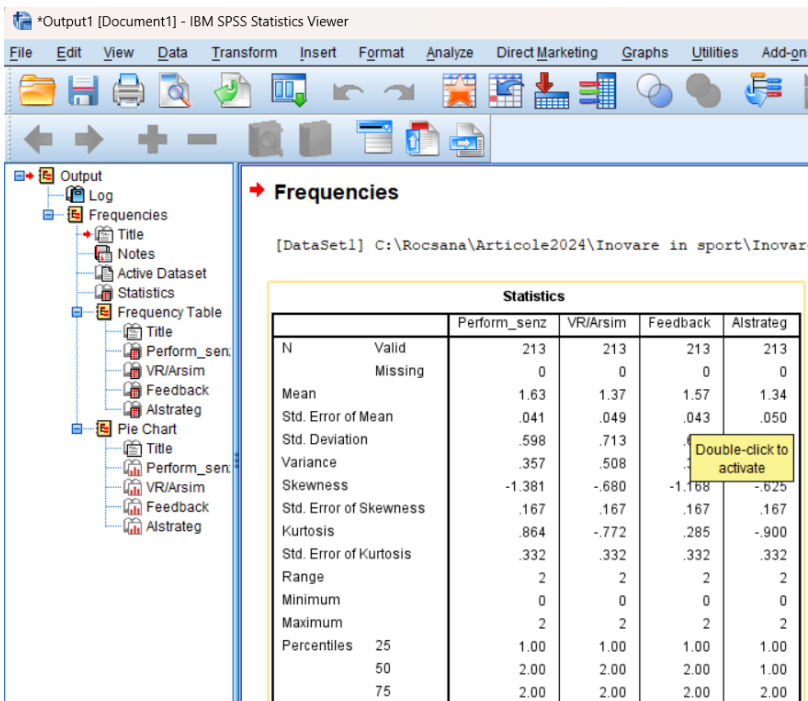 *Output1 [Document1] - IBM SPSS Statistics Viewer
File Edit View Data Transform Insert Format Analyze Direct Marketing Graphs Utilities Add-on
Output
Log
Frequencies
Title
Notes
Active Dataset
Statistics
Frequency Table
Title
Perform_sen
VR/Arsim
Feedback
AIstrateg
Pie Chart
Title
Perform_sen
VR/Arsim
Feedback
AIstrateg
Frequencies
[DataSet1] C:\Rocsana\Articole2024\Inovare in sport\Inovar
Statistics
Perform_senz VR/Arsim Feedback AIstrateg
N Valid 213 213 213 213
Missing 0 0 0 0
Mean 1.63 1.37 1.57 1.34
Std. Error of Mean .041 .049 .043 .050
Std. Deviation .598 .713
Variance .357 .508
Double-click to
activate
Skewness -1.381 -.680 -1.168 -.625
Std. Error of Skewness .167 .167 .167 .167
Kurtosis .864 -.772 .285 -.900
Std. Error of Kurtosis .332 .332 .332 .332
Range 2 2 2 2
Minimum 0 0 0 0
Maximum 2 2 2 2
Percentiles 25 1.00 1.00 1.00 1.00
50 2.00 2.00 2.00 1.00
75 2.00 2.00 2.00 2.00